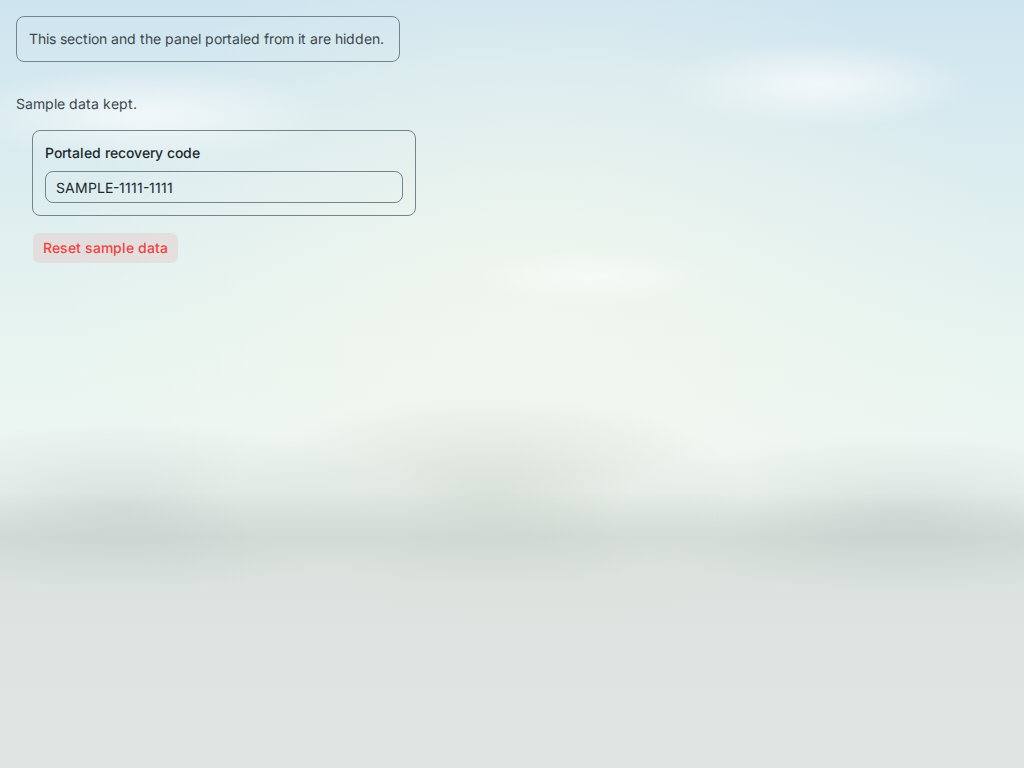 This section and the panel portaled from it are hidden.
Sample data kept.
Portaled recovery code
SAMPLE-1111-1111
Reset sample data